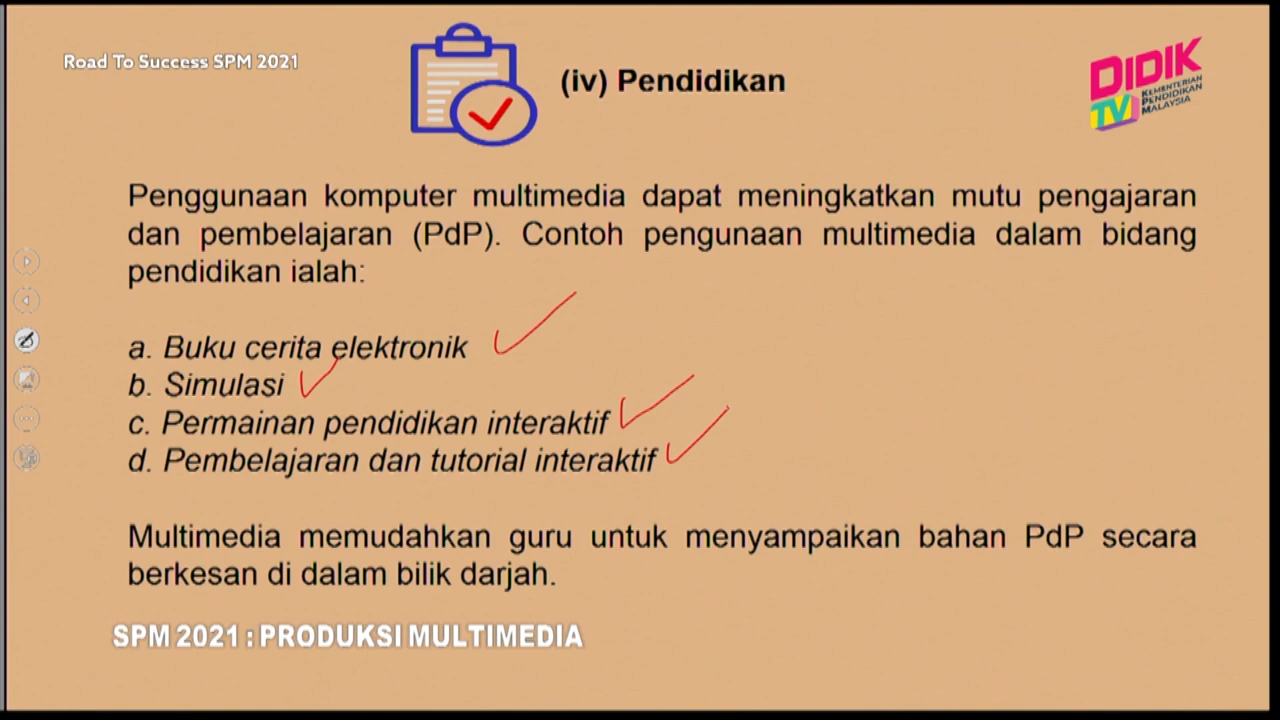 Road To Success SPM 2021
(iv) Pendidikan
DIDIK
TV
KEMENTERIAN
PENDIDIKAN
MALAYSIA
Penggunaan komputer multimedia dapat meningkatkan mutu pengajaran
dan pembelajaran (PdP). Contoh pengunaan multimedia dalam bidang
pendidikan ialah:
a. Buku cerita elektronik
b. Simulasi
c. Permainan pendidikan interaktif
d. Pembelajaran dan tutorial interaktif
Multimedia memudahkan guru untuk menyampaikan bahan PdP secara
berkesan di dalam bilik darjah.
SPM 2021 : PRODUKSI MULTIMEDIA